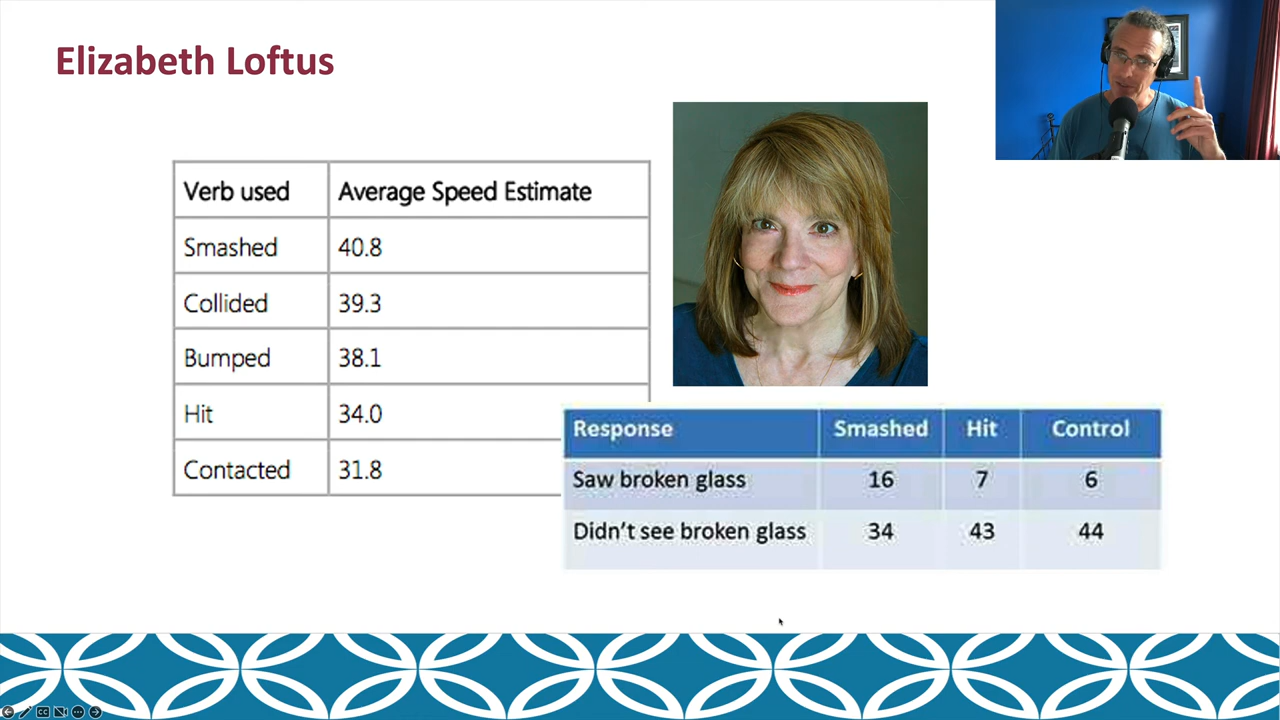 Elizabeth Loftus
Verb used Average Speed Estimate
Smashed 40.8
Collided 39.3
Bumped 38.1
Hit 34.0
Contacted 31.8
Response Smashed Hit Control
Saw broken glass 16 7 6
Didn't see broken glass 34 43 44